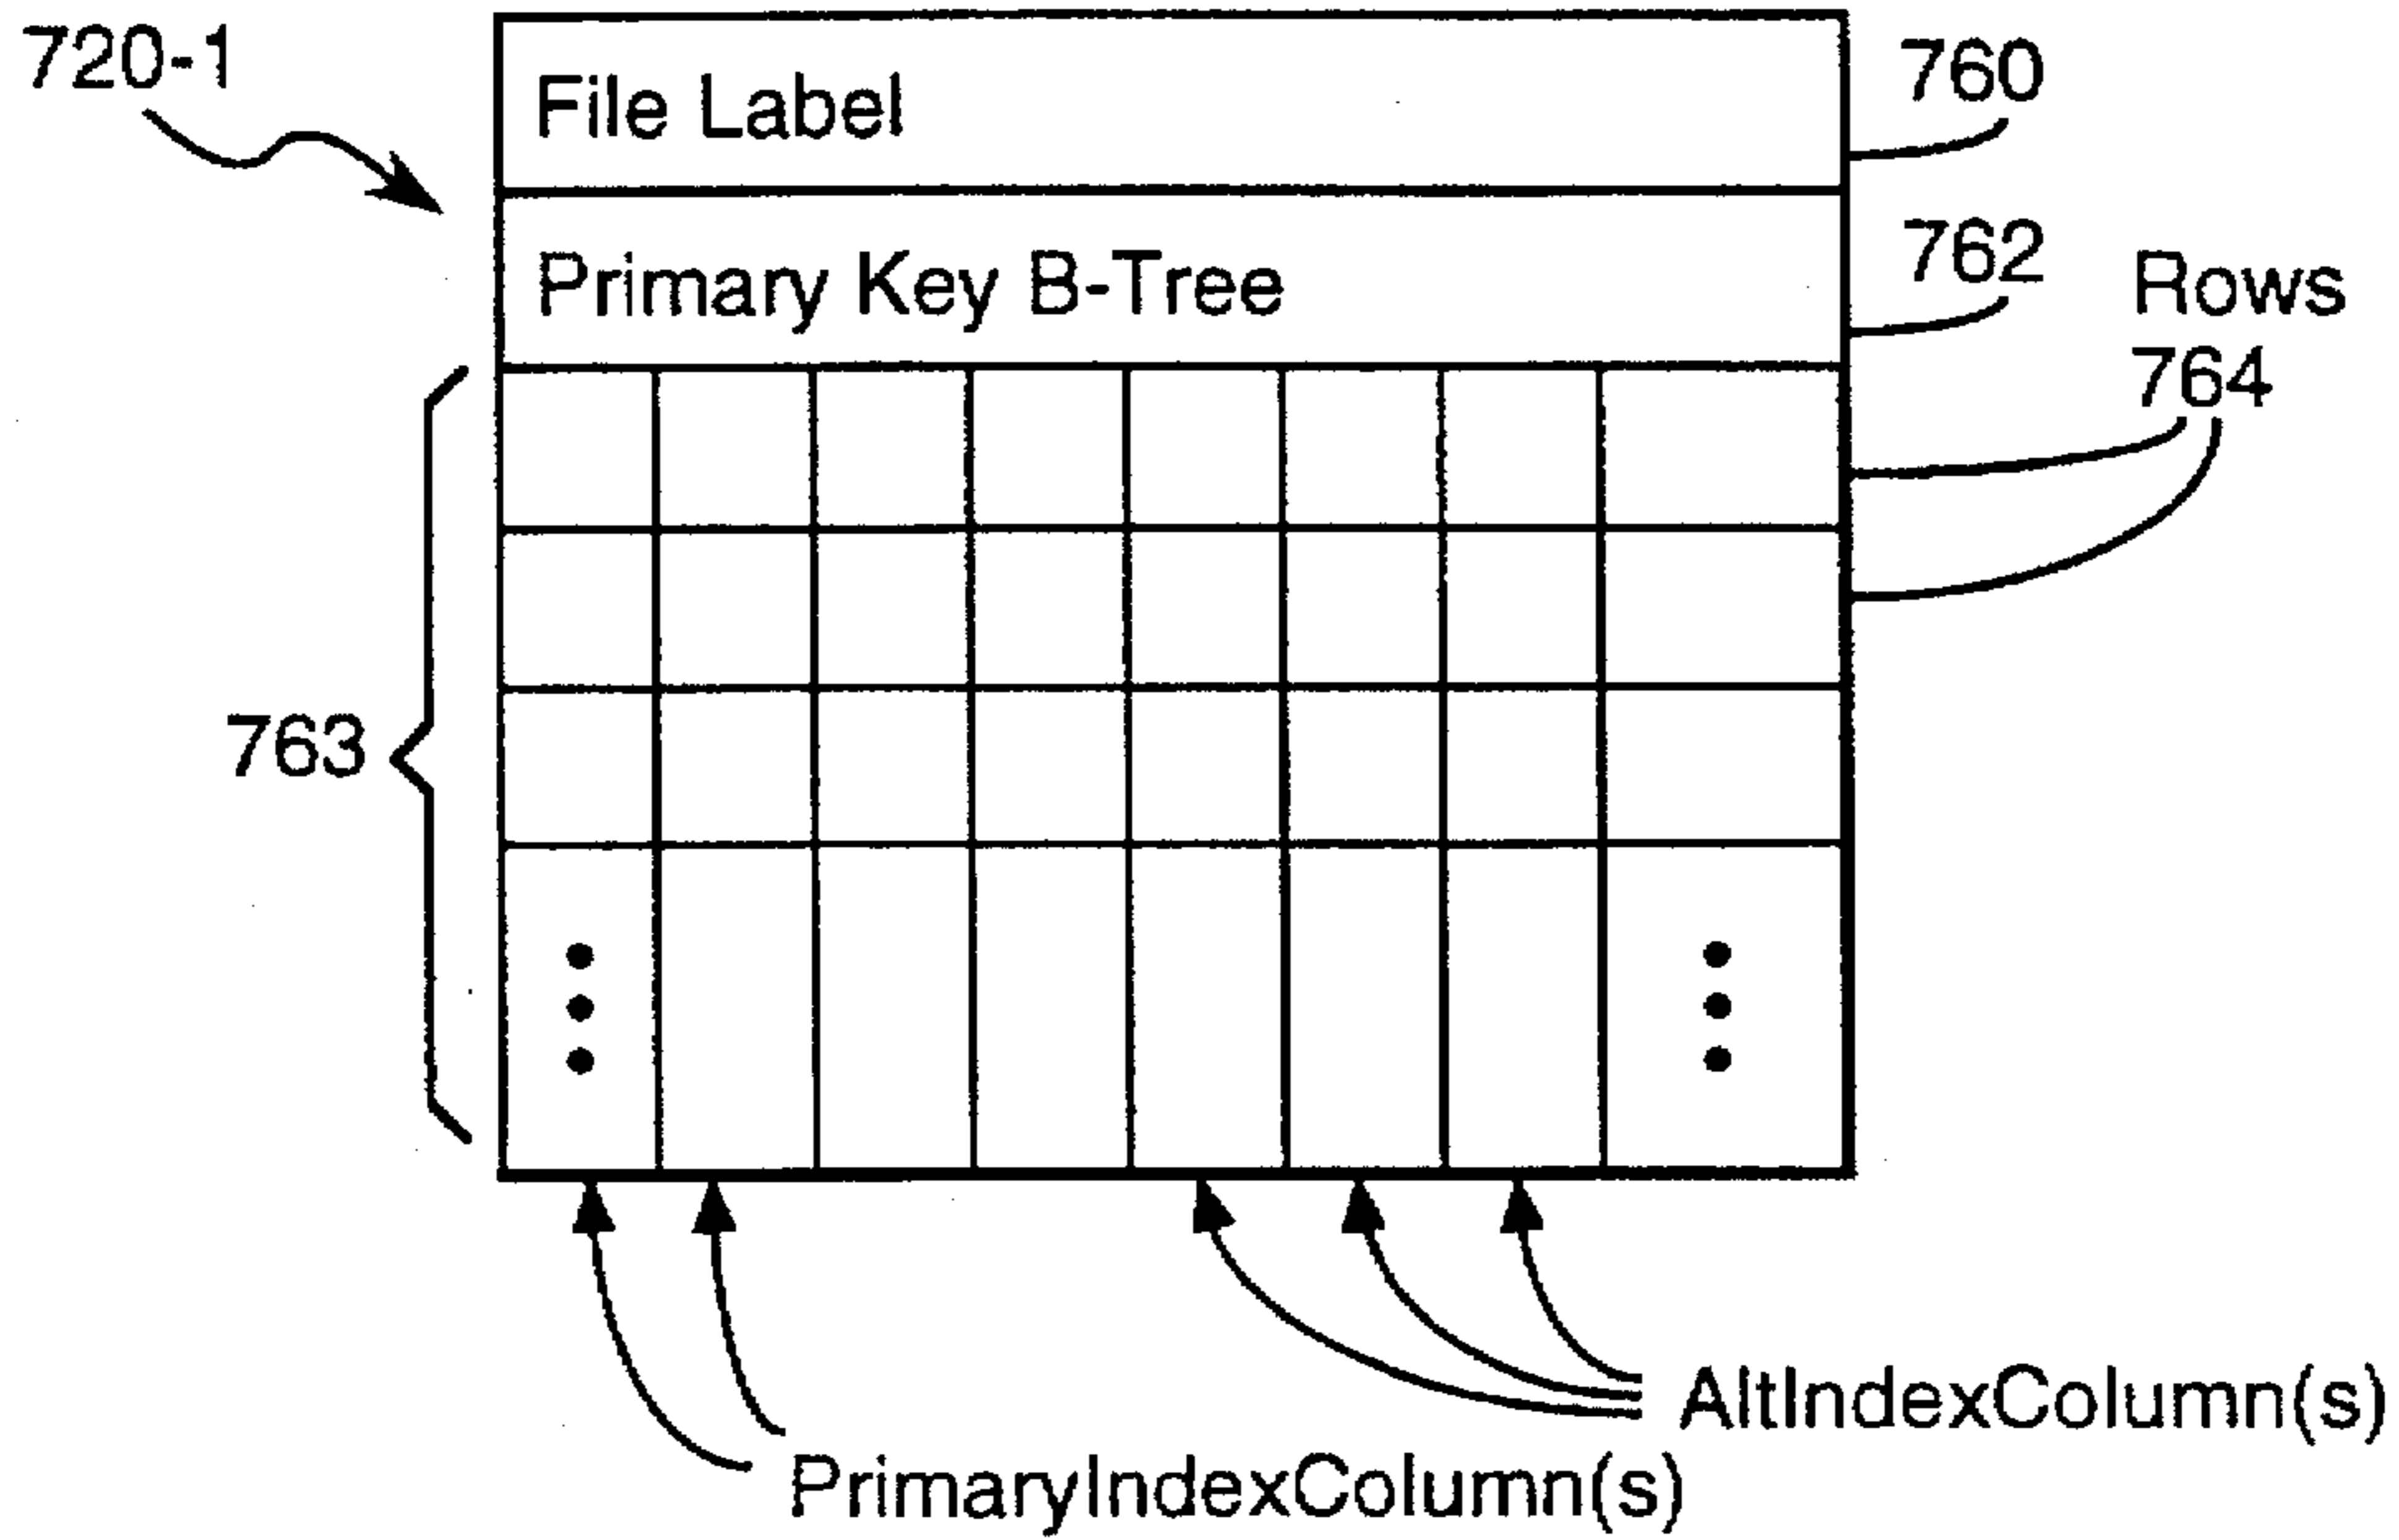 720-1
File Label
760
Primary Key B-Tree
762
Rows
764
763
AltIndexColumn(s)
PrimaryIndexColumn(s)